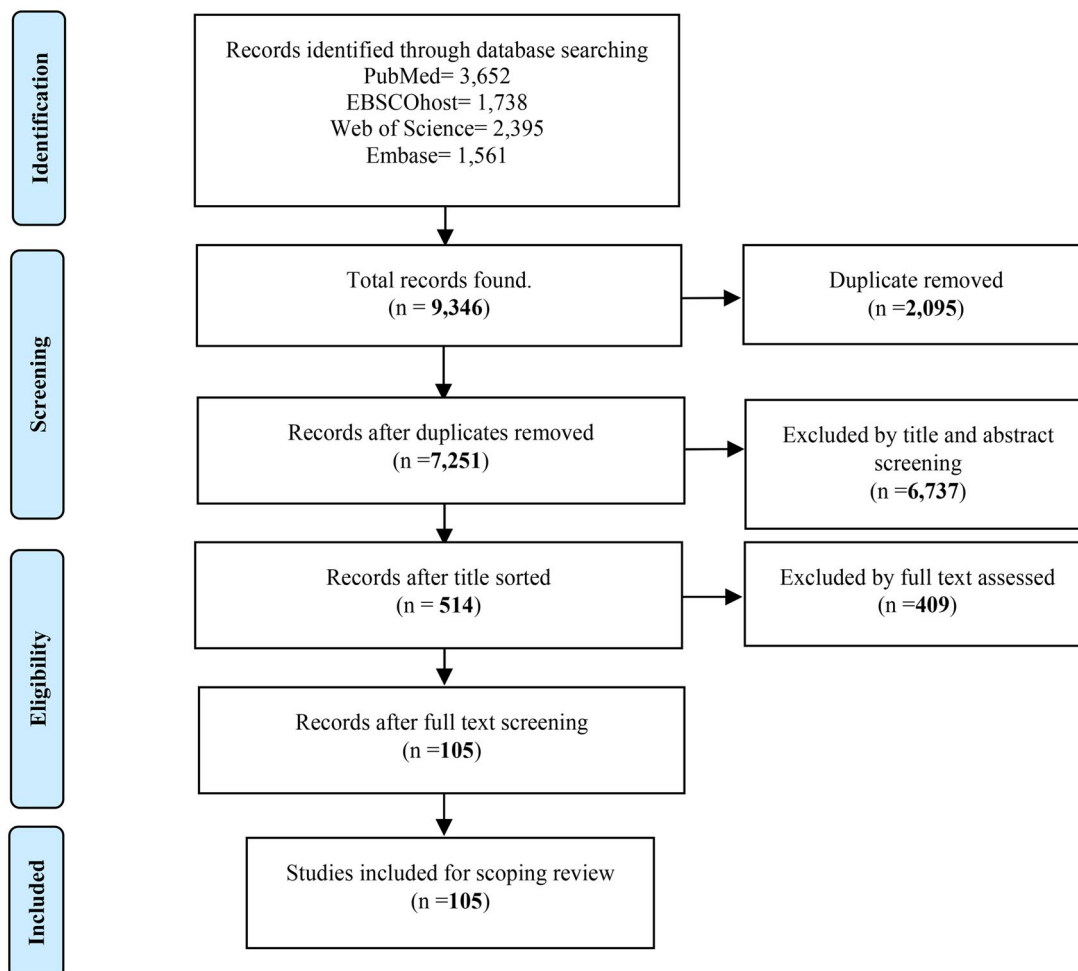 Identification
Records identified through database searching
PubMed= 3,652
EBSCOhost= 1,738
Web of Science= 2,395
Embase= 1,561
Screening
Total records found.
(n = 9,346)
Duplicate removed
(n =2,095)
Records after duplicates removed
(n =7,251)
Excluded by title and abstract
screening
(n =6,737)
Eligibility
Records after title sorted
(n = 514)
Excluded by full text assessed
(n =409)
Records after full text screening
(n =105)
Included
Studies included for scoping review
(n =105)